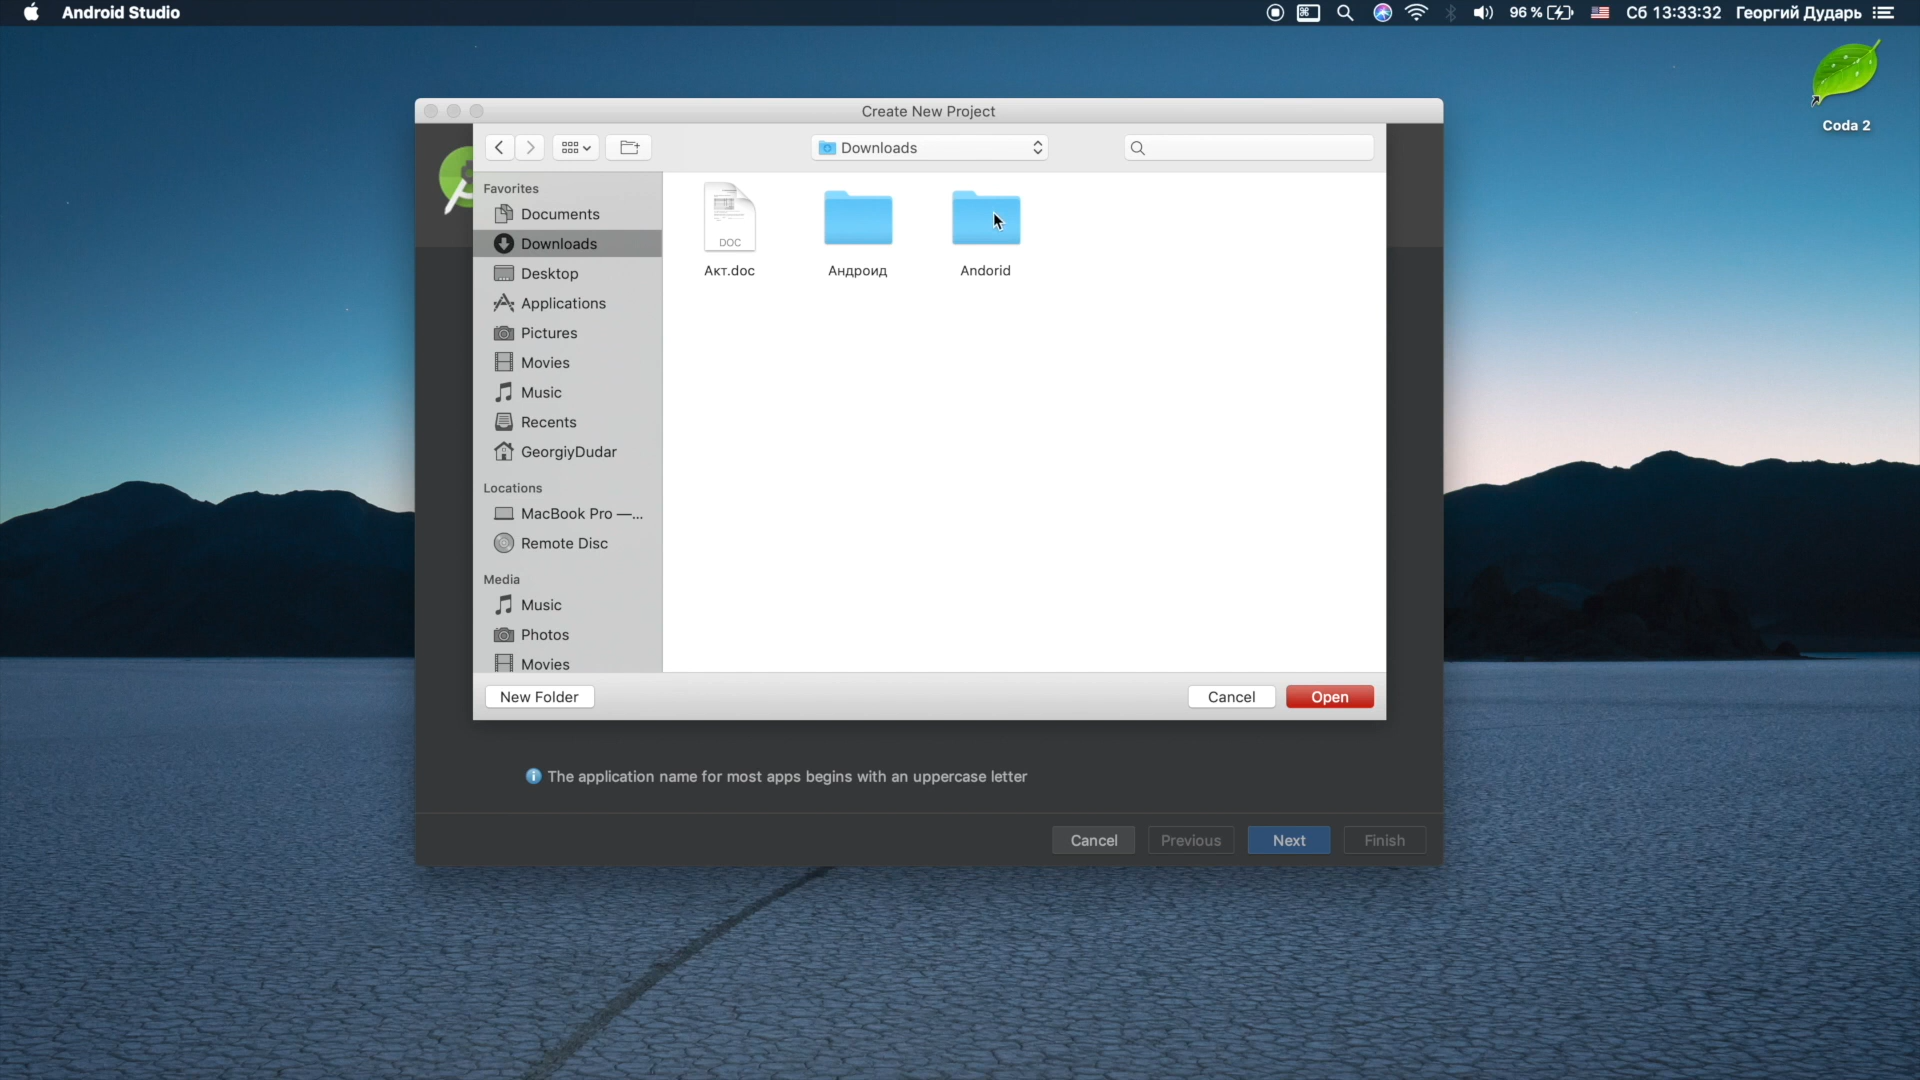 Android Studio
96 %
Сб 13:33:32
Георгий Дударь
Coda 2
Create New Project
Downloads
Favorites
Documents
Downloads
Desktop
Applications
Pictures
Movies
Music
Recents
GeorgiyDudar
Locations
MacBook Pro —...
Remote Disc
Media
Music
Photos
Movies
DOC
Акт.doc
Андроид
Andorid
New Folder
Cancel
Open
The application name for most apps begins with an uppercase letter
Cancel
Previous
Next
Finish